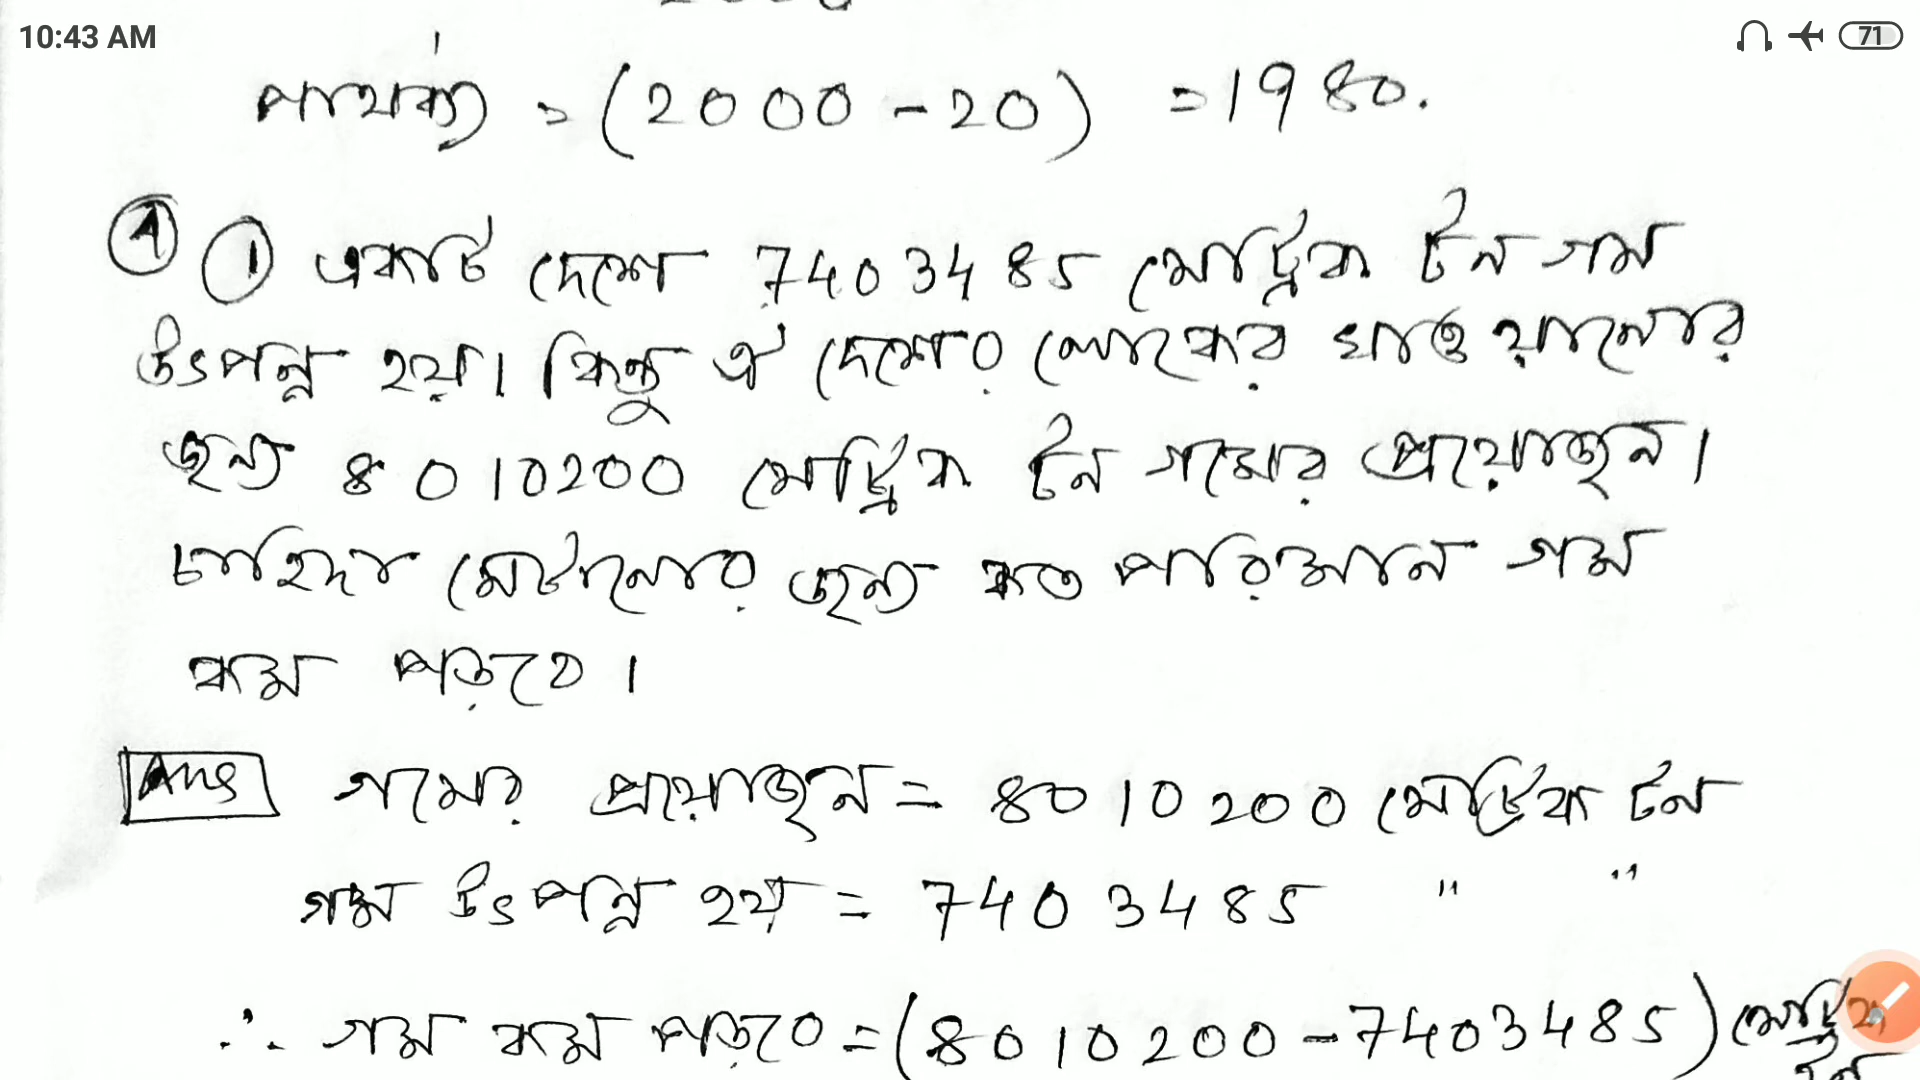 10:43 AM
71
পার্থক্য = (2000 - 20) = 1980.
4 1 একটি দেশে 7403485 মেট্রিক টন গম
উৎপন্ন হয়। কিন্তু ঐ দেশের লোকের খাওয়ানোর
জন্য 8010200 মেট্রিক টন গমের প্রয়োজন।
চাহিদা মেটানোর জন্য কত পরিমান গম
কম পড়বে।
Ans গমের প্রয়োজন = 8010200 মেট্রিক টন
গম উৎপন্ন হয় = 7403485 " "
∴ গম কম পড়বে = (8010200 - 7403485) মেট্রিক
টন